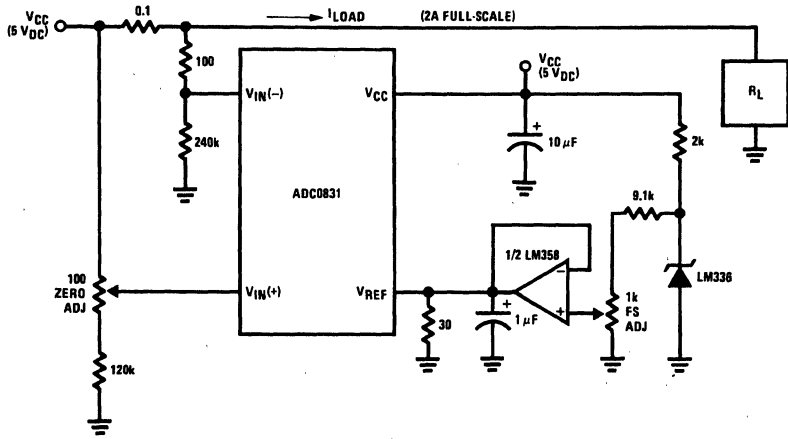 VCC
(5 VDC)
0.1
ILOAD
(2A FULL-SCALE)
100
VIN(−)
240k
ADC0831
VCC
VCC
(5 VDC)
10 µF
RL
2k
9.1k
1/2 LM358
−
+
LM336
1k
FS
ADJ
100
ZERO
ADJ
VIN(+)
VREF
30
+
1 µF
+
120k